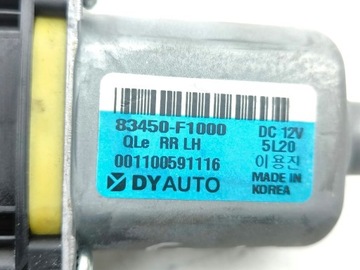 83450-F1000 DC 12V
QLe RR LH 5L20
001100591116 이용진
DYAUTO MADE IN KOREA